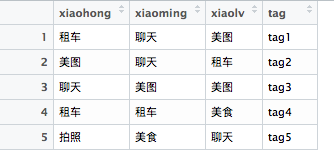 xiaohong xiaoming xiaolv tag
1 租车 聊天 美图 tag1
2 美图 聊天 租车 tag2
3 聊天 美图 美图 tag3
4 租车 租车 美食 tag4
5 拍照 美食 聊天 tag5